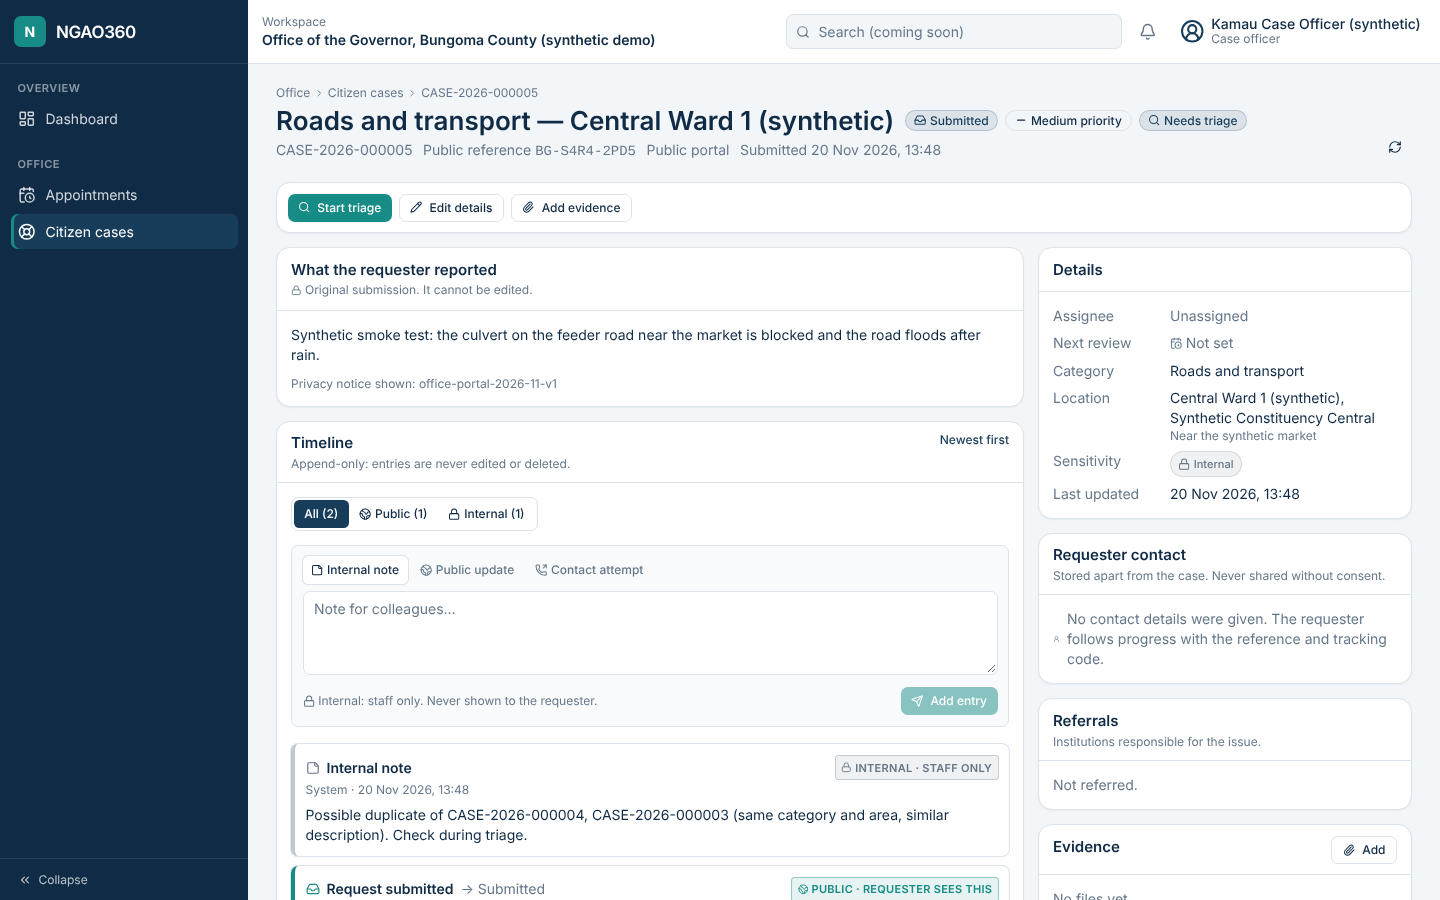 N NGAO360
OVERVIEW
Dashboard
OFFICE
Appointments
Citizen cases
Collapse
Workspace
Office of the Governor, Bungoma County (synthetic demo)
Search (coming soon)
Kamau Case Officer (synthetic)
Case officer
Office > Citizen cases > CASE-2026-000005
Roads and transport — Central Ward 1 (synthetic) Submitted Medium priority Needs triage
CASE-2026-000005 Public reference BG-S4R4-2PD5 Public portal Submitted 20 Nov 2026, 13:48
Start triage Edit details Add evidence
What the requester reported
Original submission. It cannot be edited.
Synthetic smoke test: the culvert on the feeder road near the market is blocked and the road floods after
rain.
Privacy notice shown: office-portal-2026-11-v1
Timeline
Newest first
Append-only: entries are never edited or deleted.
All (2) Public (1) Internal (1)
Internal note Public update Contact attempt
Note for colleagues...
Internal: staff only. Never shown to the requester.
Add entry
Internal note
INTERNAL · STAFF ONLY
System · 20 Nov 2026, 13:48
Possible duplicate of CASE-2026-000004, CASE-2026-000003 (same category and area, similar
description). Check during triage.
Request submitted → Submitted
PUBLIC · REQUESTER SEES THIS
Details
Assignee Unassigned
Next review Not set
Category Roads and transport
Location Central Ward 1 (synthetic),
Synthetic Constituency Central
Near the synthetic market
Sensitivity Internal
Last updated 20 Nov 2026, 13:48
Requester contact
Stored apart from the case. Never shared without consent.
No contact details were given. The requester
follows progress with the reference and tracking
code.
Referrals
Institutions responsible for the issue.
Not referred.
Evidence
Add
No files yet